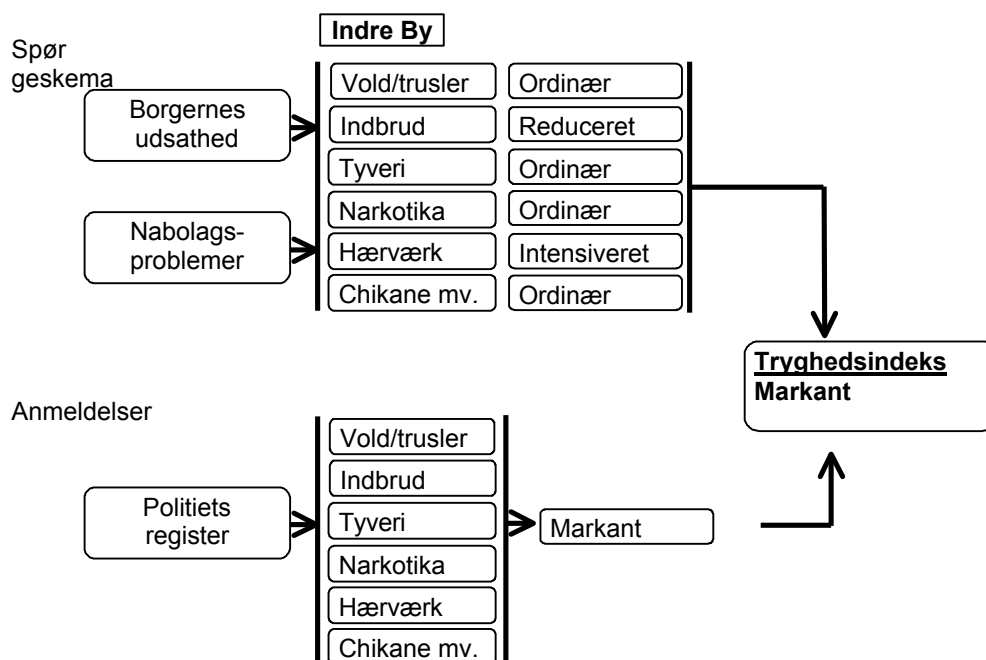 Indre By
Spør
geskema
Borgernes
udsathed
Nabolags-
problemer
Vold/trusler Ordinær
Indbrud Reduceret
Tyveri Ordinær
Narkotika Ordinær
Hærværk Intensiveret
Chikane mv. Ordinær
Tryghedsindeks
Markant
Anmeldelser
Politiets
register
Vold/trusler
Indbrud
Tyveri
Narkotika
Hærværk
Chikane mv.
Markant